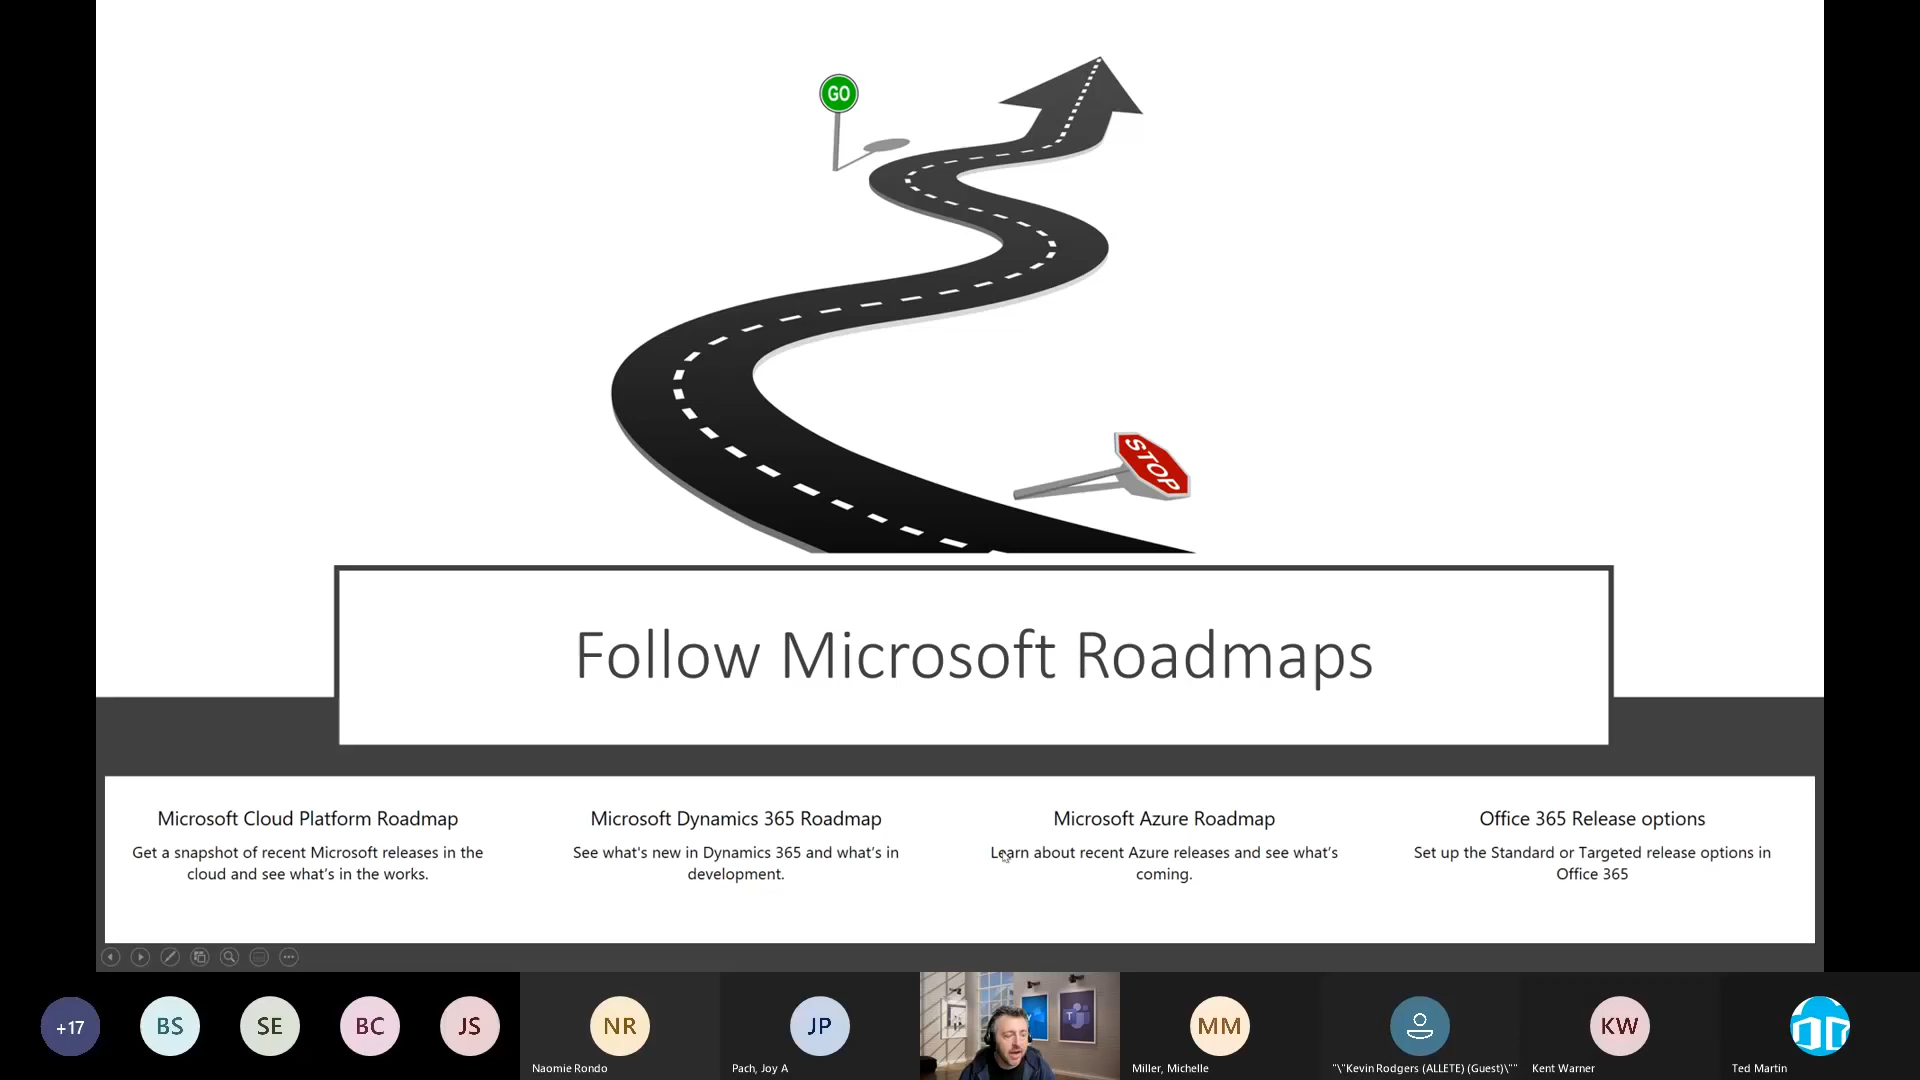 GO
STOP
Follow Microsoft Roadmaps
Microsoft Cloud Platform Roadmap
Get a snapshot of recent Microsoft releases in the
cloud and see what's in the works.
Microsoft Dynamics 365 Roadmap
See what's new in Dynamics 365 and what's in
development.
Microsoft Azure Roadmap
Learn about recent Azure releases and see what's
coming.
Office 365 Release options
Set up the Standard or Targeted release options in
Office 365
+17
BS
SE
BC
JS
NR
Naomie Rondo
JP
Pach, Joy A
MM
Miller, Michelle
"\"Kevin Rodgers (ALLETE) (Guest)\""
KW
Kent Warner
Ted Martin